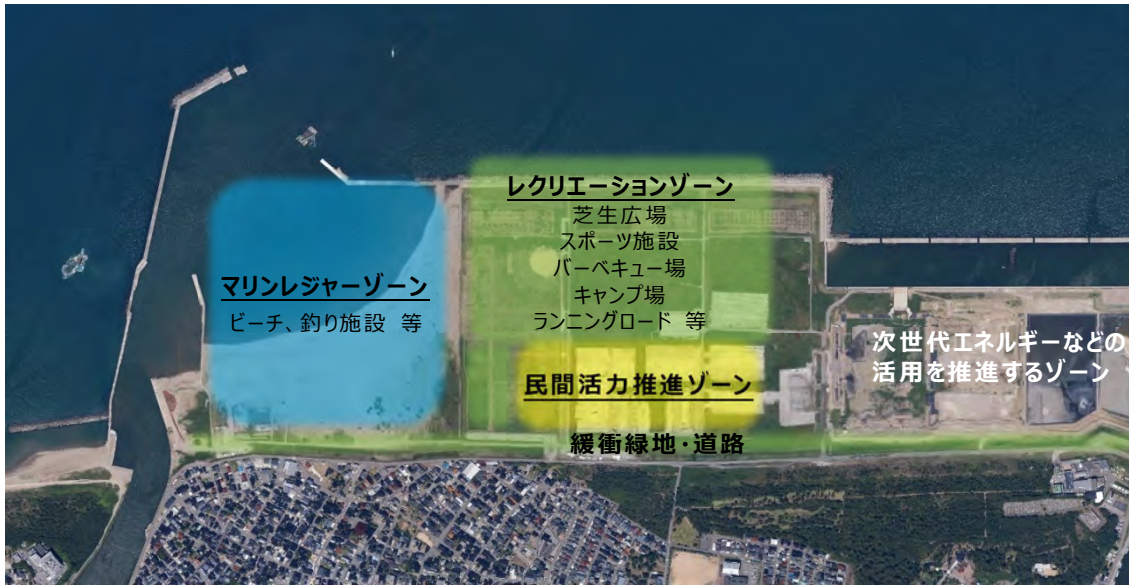 レクリエーションゾーン
芝生広場
スポーツ施設
バーベキュー場
キャンプ場
ランニングロード 等
マリンレジャーゾーン
ビーチ、釣り施設 等
民間活力推進ゾーン
緩衝緑地・道路
次世代エネルギーなどの
活用を推進するゾーン